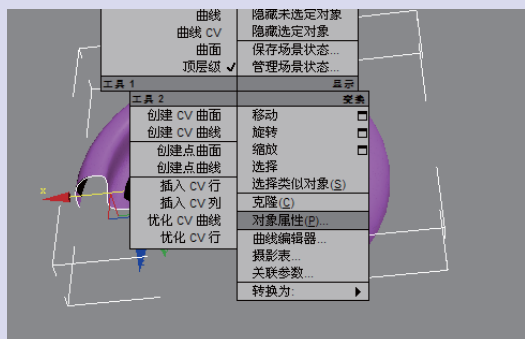 曲线
曲线 CV
曲面
顶层级
隐藏未选定对象
隐藏选定对象
保存场景状态...
管理场景状态...
工具 1
显示
工具 2
变换
创建 CV 曲面
创建 CV 曲线
创建点曲面
创建点曲线
插入 CV 行
插入 CV 列
优化 CV 曲线
优化 CV 行
移动
旋转
缩放
选择
选择类似对象(S)
克隆(C)
对象属性(P)...
曲线编辑器...
摄影表...
关联参数...
转换为:
x